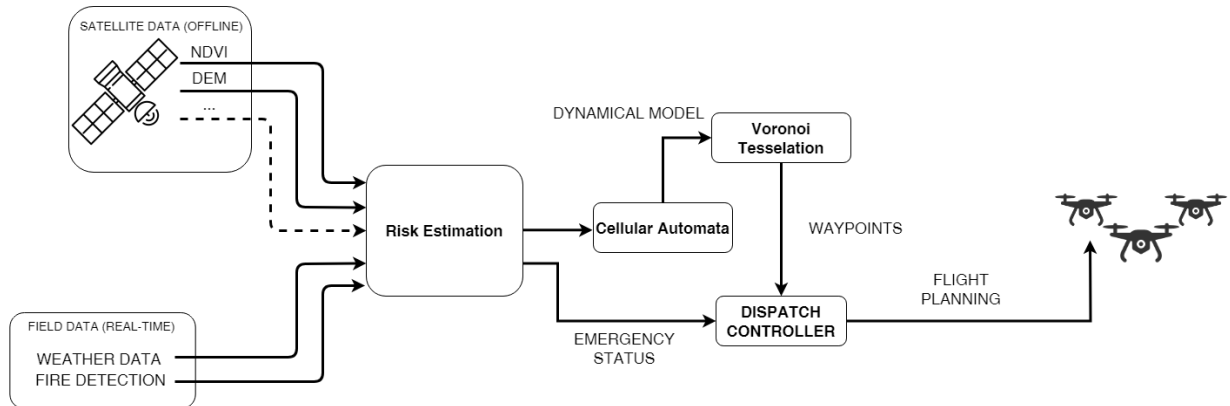 SATELLITE DATA (OFFLINE)
NDVI
DEM
...
DYNAMICAL MODEL
Voronoi
Tesselation
Risk Estimation
Cellular Automata
WAYPOINTS
FLIGHT
PLANNING
DISPATCH
CONTROLLER
EMERGENCY
STATUS
FIELD DATA (REAL-TIME)
WEATHER DATA
FIRE DETECTION